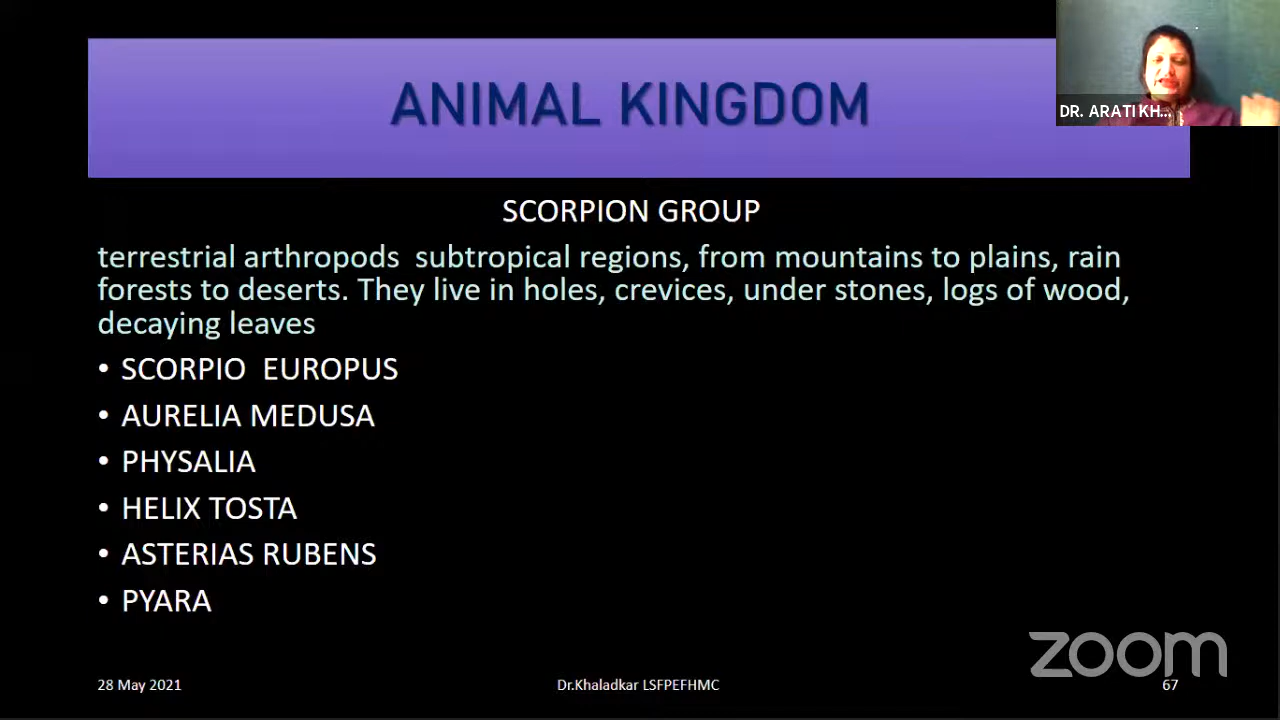 ANIMAL KINGDOM
DR. ARATI KH...
SCORPION GROUP
terrestrial arthropods subtropical regions, from mountains to plains, rain
forests to deserts. They live in holes, crevices, under stones, logs of wood,
decaying leaves
• SCORPIO EUROPUS
• AURELIA MEDUSA
• PHYSALIA
• HELIX TOSTA
• ASTERIAS RUBENS
• PYARA
zoom
28 May 2021
Dr.Khaladkar LSFPEFHMC
67